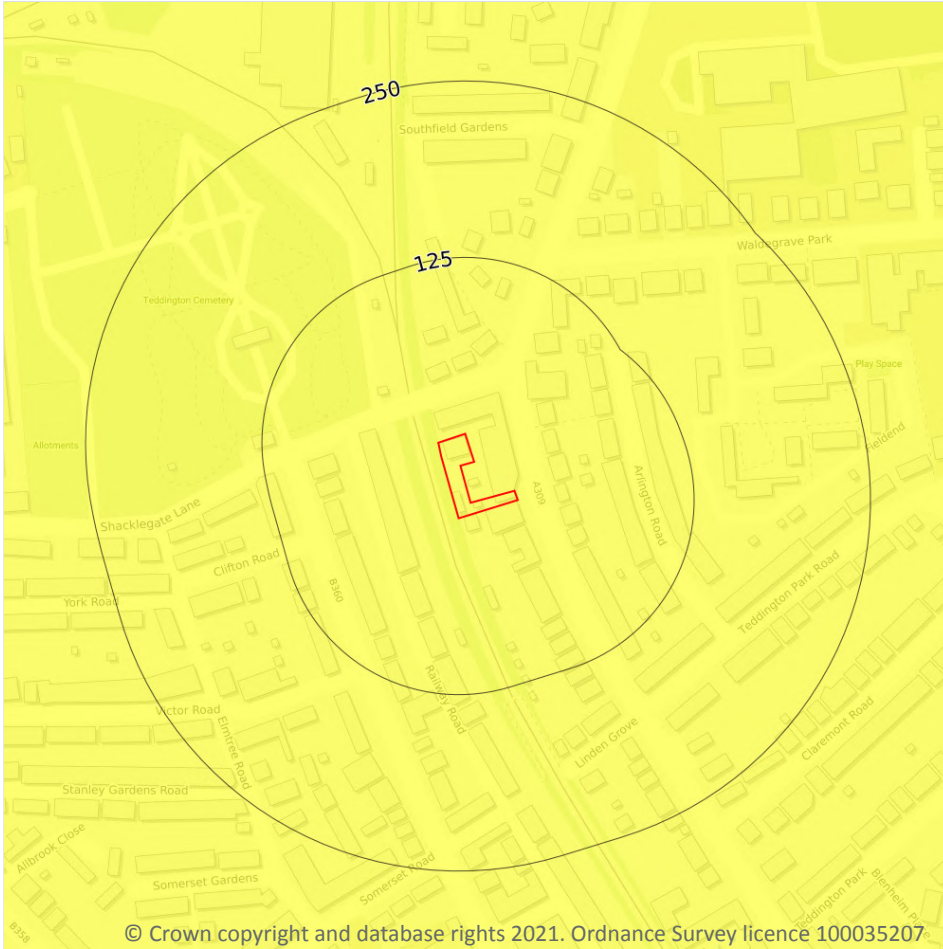 250
Southfield Gardens
Waldegrave Park
125
Teddington Cemetery
Play Space
Allotments
Fieldend
A309
Arlington Road
Shacklegate Lane
Clifton Road
B360
York Road
Teddington Park Road
Railway Road
Victor Road
Elmtree Road
Linden Grove
Claremont Road
Stanley Gardens Road
Allbrook Close
Somerset Road
Somerset Gardens
Teddington Park
Blenheim
B358
© Crown copyright and database rights 2021. Ordnance Survey licence 100035207.